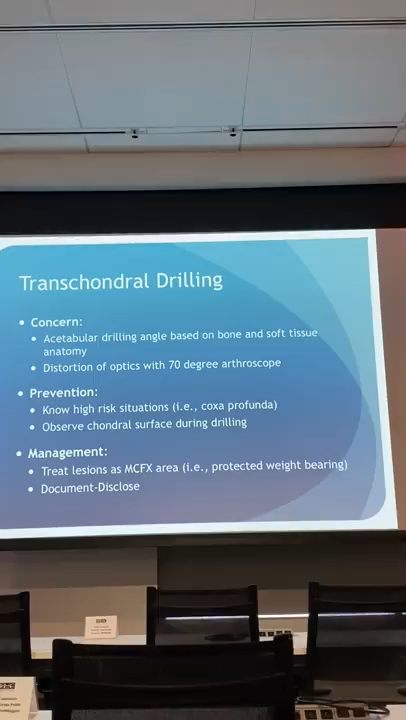 Transchondral Drilling
• Concern:
• Acetabular drilling angle based on bone and soft tissue
anatomy
• Distortion of optics with 70 degree arthroscope
• Prevention:
• Know high risk situations (i.e., coxa profunda)
• Observe chondral surface during drilling
• Management:
• Treat lesions as MCFX area (i.e., protected weight bearing)
• Document-Disclose